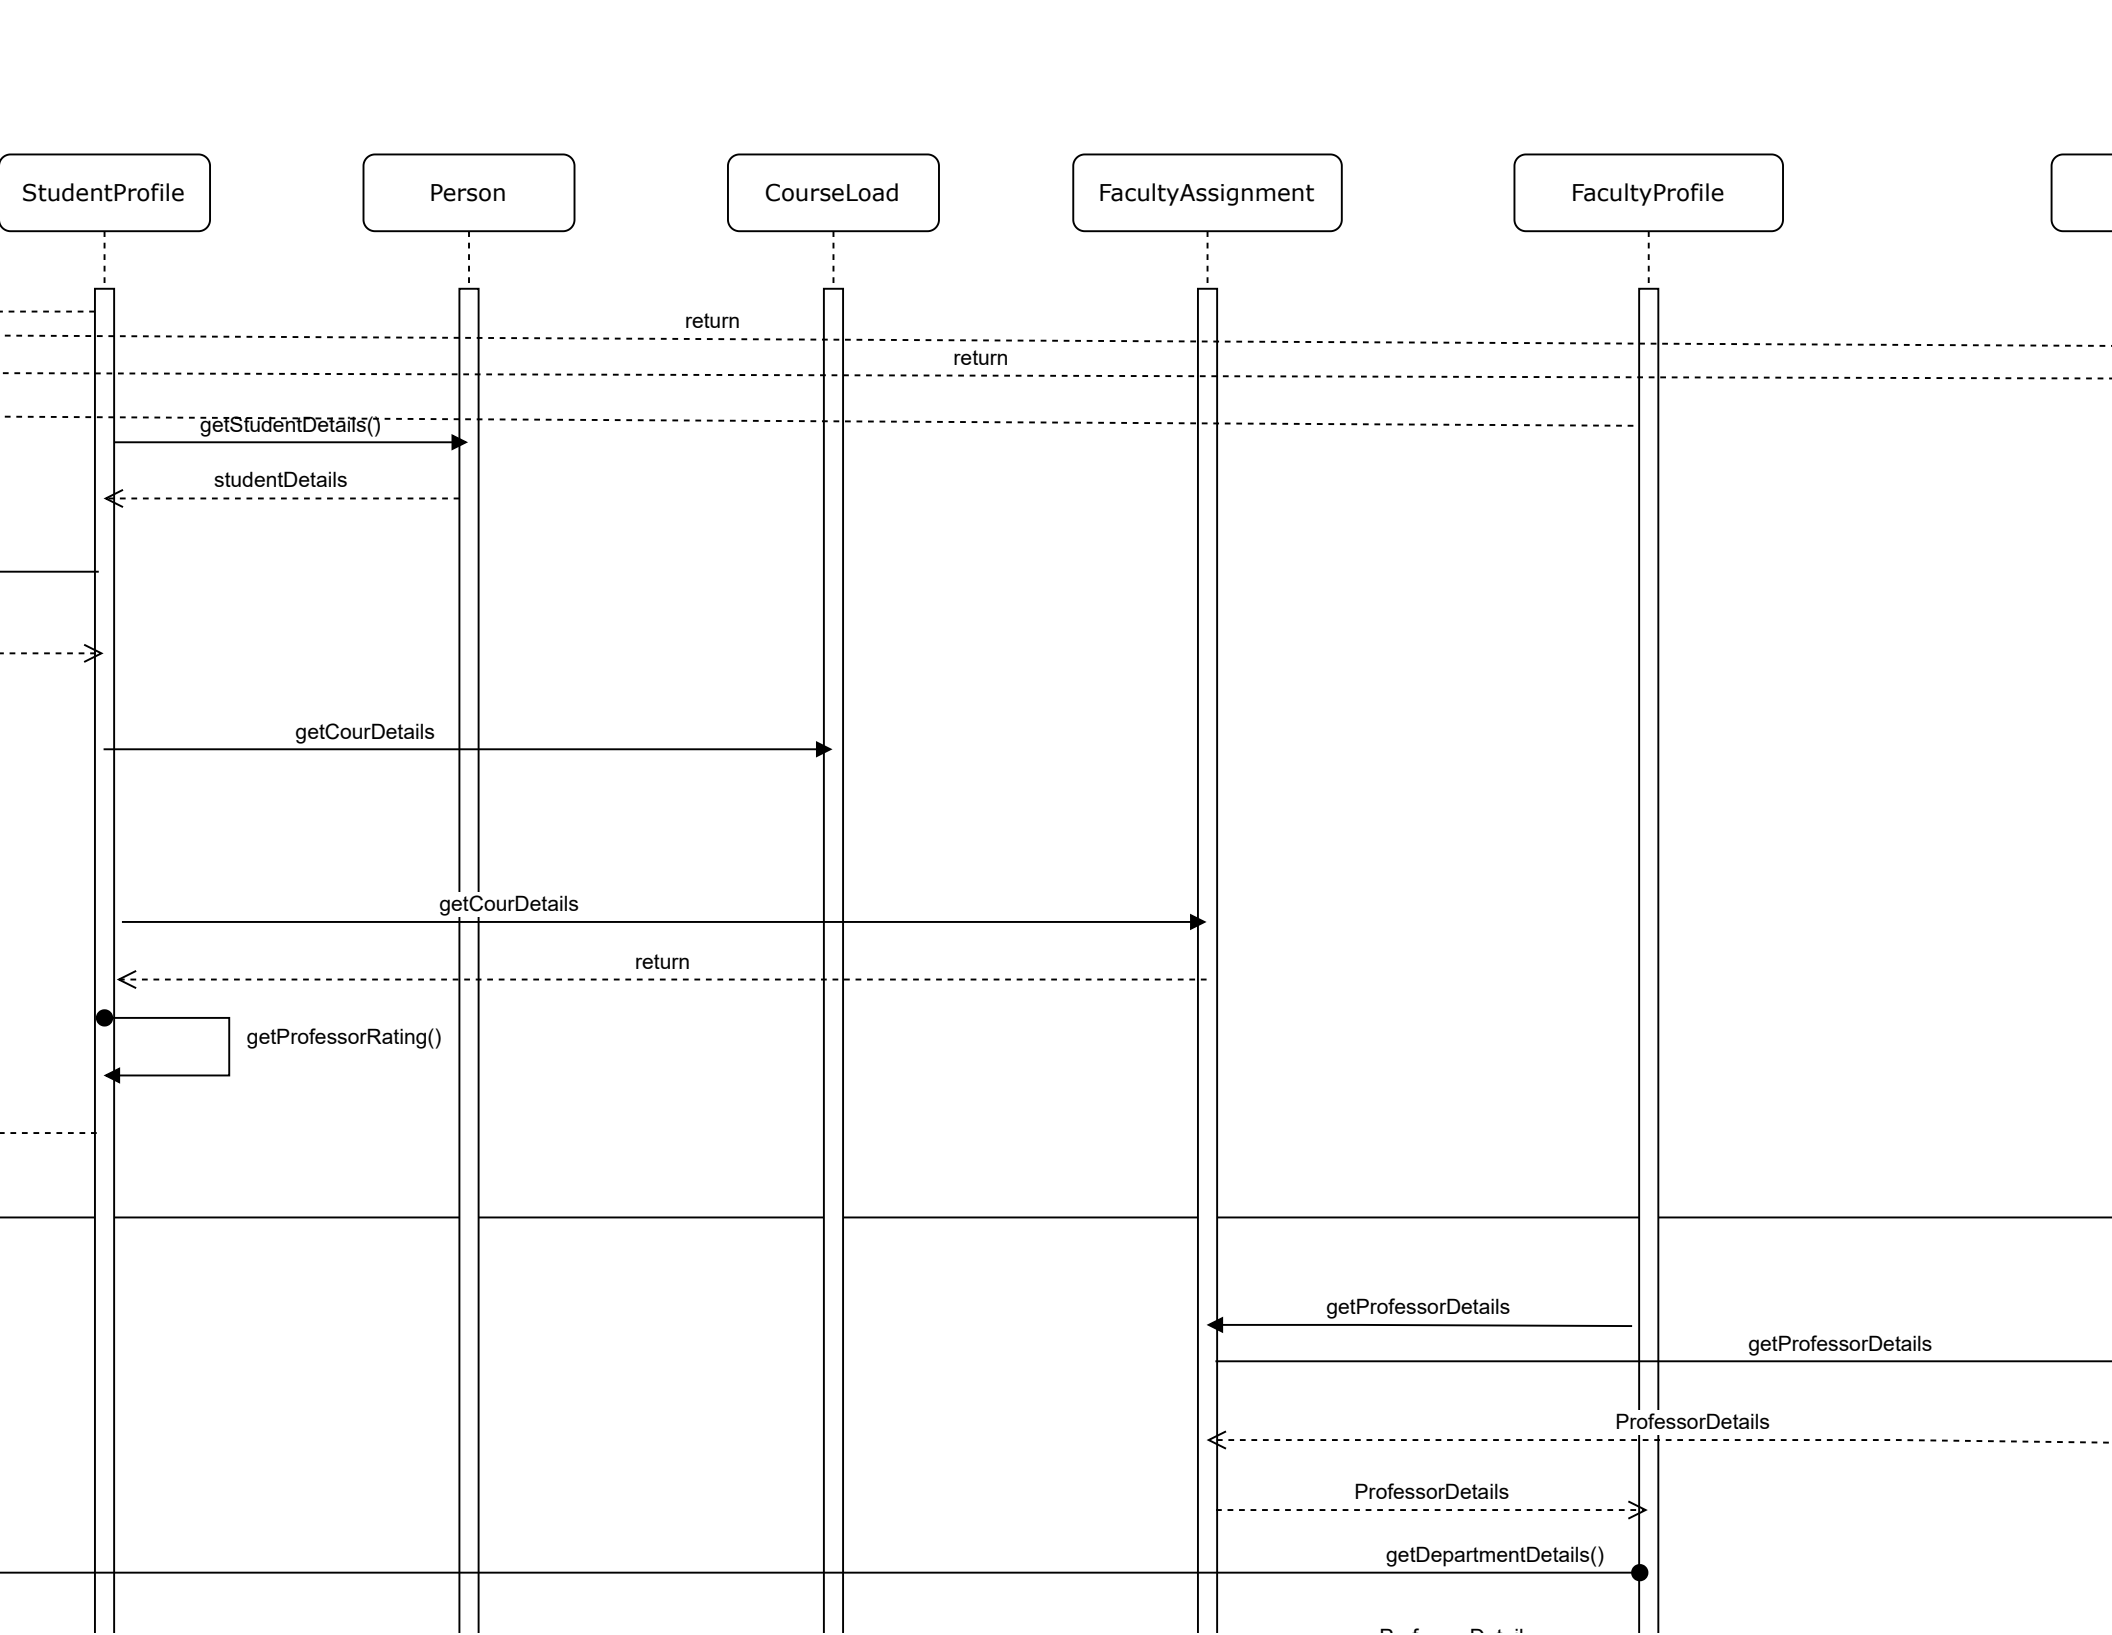 StudentProfile
Person
CourseLoad
FacultyAssignment
FacultyProfile
return
return
getStudentDetails()
studentDetails
getCourDetails
getCourDetails
return
getProfessorRating()
getProfessorDetails
getProfessorDetails
ProfessorDetails
ProfessorDetails
getDepartmentDetails()